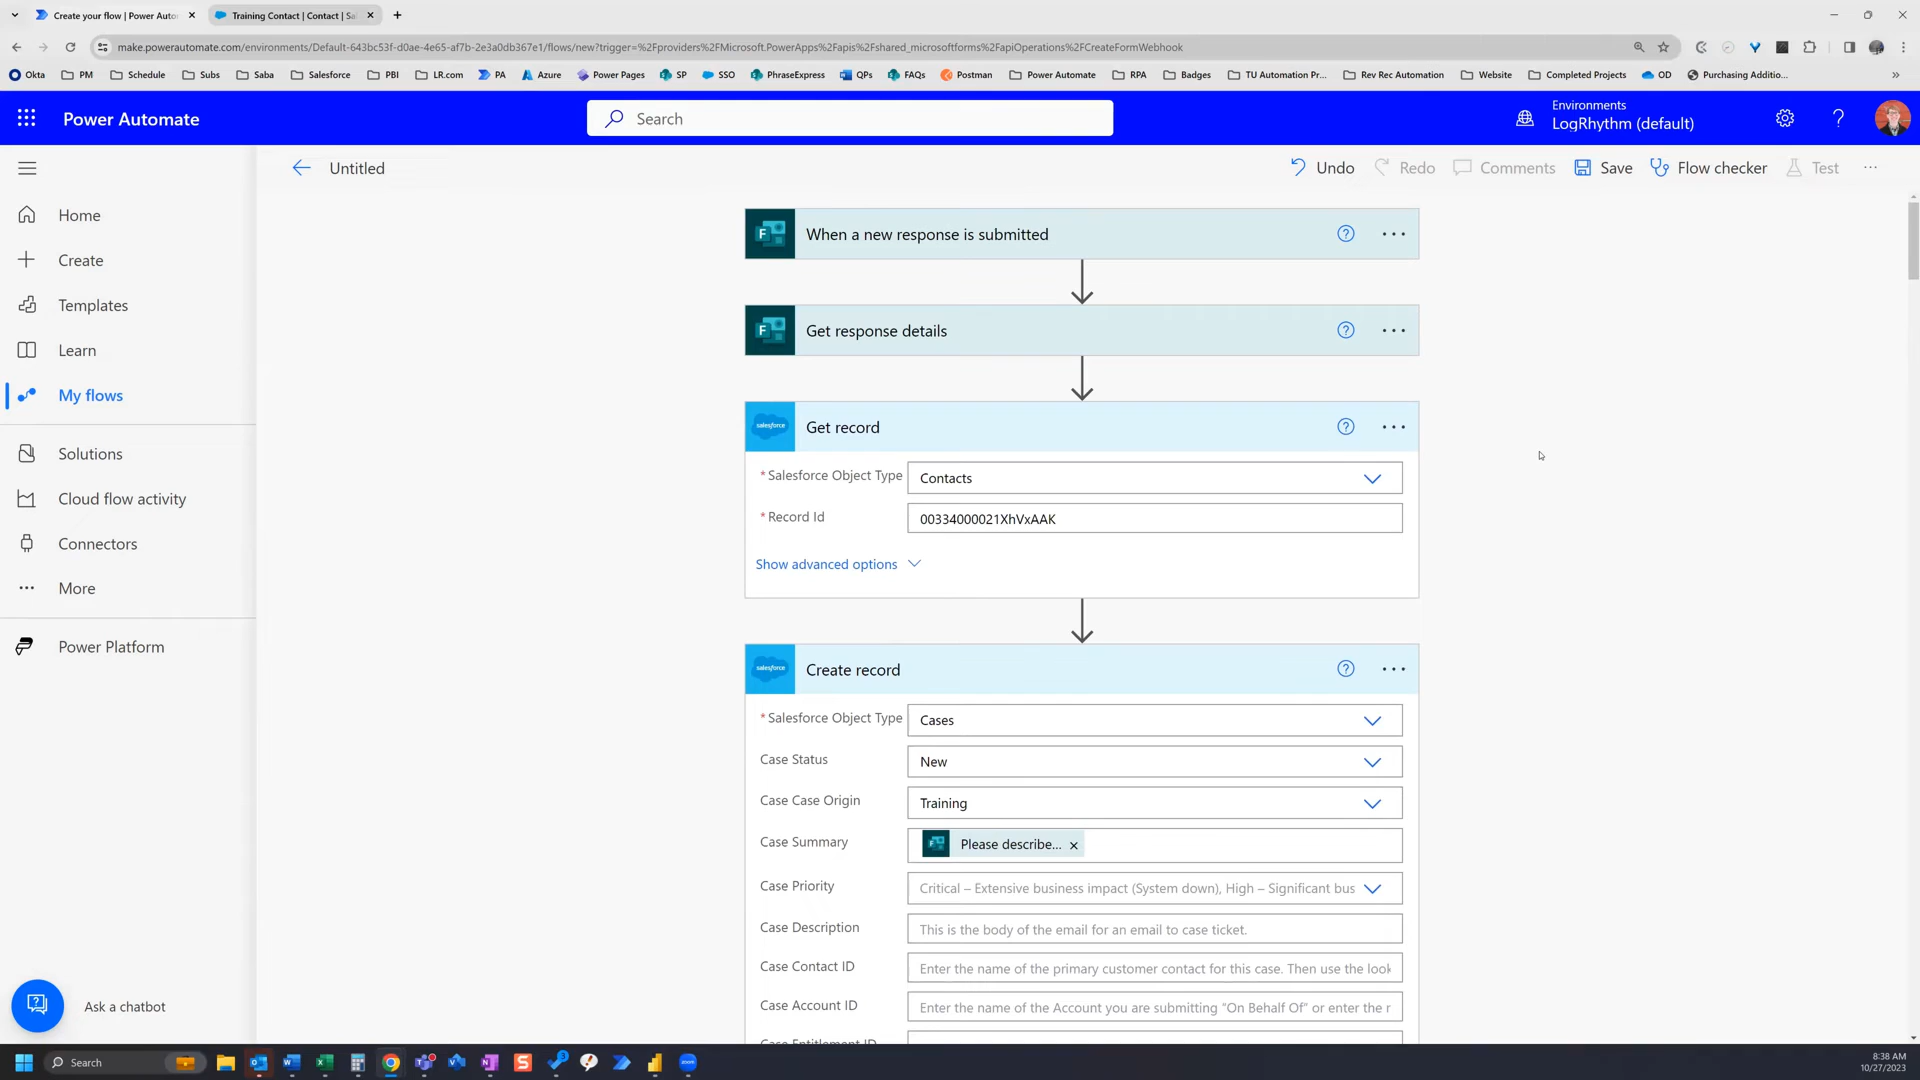 Create your flow | Power Auto
Training Contact | Contact | Sa
make.powerautomate.com/environments/Default-643bc53f-d0ae-4e65-af7b-2e3a0db367e1/flows/new?trigger=%2Fproviders%2FMicrosoft.PowerApps%2Fapis%2Fshared_microsoftforms%2FapiOperations%2FCreateFormWebhook
Okta PM Schedule Subs Saba Salesforce PBI LR.com PA Azure Power Pages SP SSO PhraseExpress QPs FAQs Postman Power Automate RPA Badges TU Automation Pr... Rev Rec Automation Website Completed Projects OD Purchasing Additio...
Power Automate
Search
Environments
LogRhythm (default)
Untitled
Undo Redo Comments Save Flow checker Test
Home
Create
Templates
Learn
My flows
Solutions
Cloud flow activity
Connectors
More
Power Platform
Ask a chatbot
When a new response is submitted
Get response details
salesforce Get record
*Salesforce Object Type Contacts
*Record Id 00334000021XhVxAAK
Show advanced options
salesforce Create record
*Salesforce Object Type Cases
Case Status New
Case Case Origin Training
Case Summary Please describe... ×
Case Priority Critical – Extensive business impact (System down), High – Significant bus
Case Description This is the body of the email for an email to case ticket.
Case Contact ID Enter the name of the primary customer contact for this case. Then use the look
Case Account ID Enter the name of the Account you are submitting "On Behalf Of" or enter the r
Case Entitlement ID
Search
8:38 AM
10/27/2023